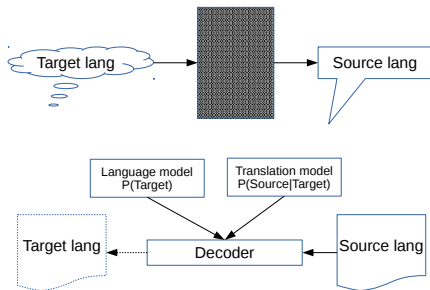 Target lang
Source lang
Language model
P(Target)
Translation model
P(Source|Target)
Target lang
Decoder
Source lang